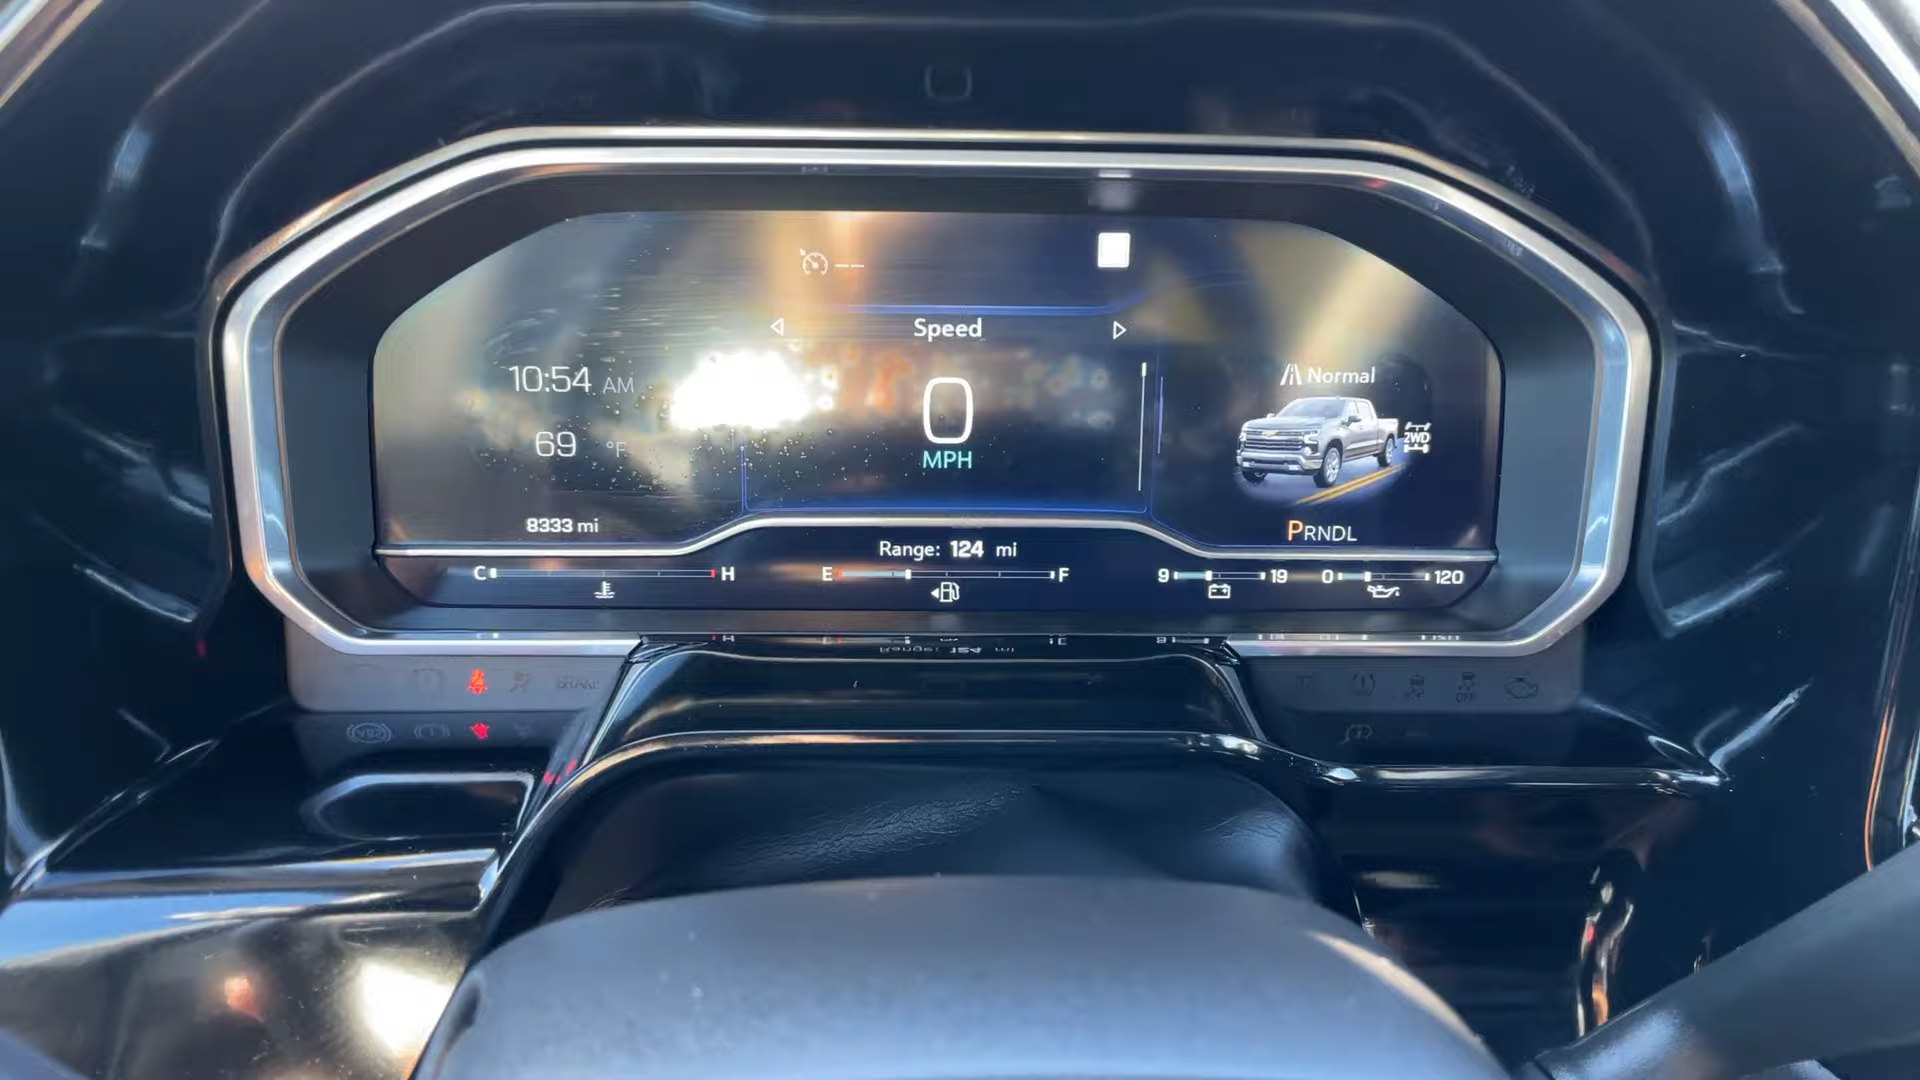 --
Speed
10:54 AM
0
Normal
69 °F
MPH
2WD
8333 mi
PRNDL
Range: 124 mi
C H
E F
9 19
0 120
BRAKE
OFF